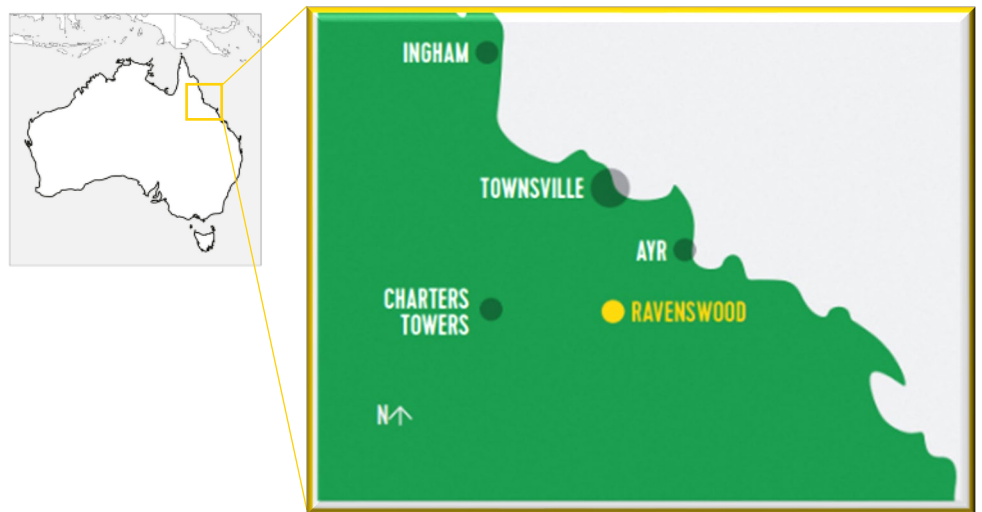 INGHAM
TOWNSVILLE
AYR
CHARTERS
TOWERS
RAVENSWOOD
N